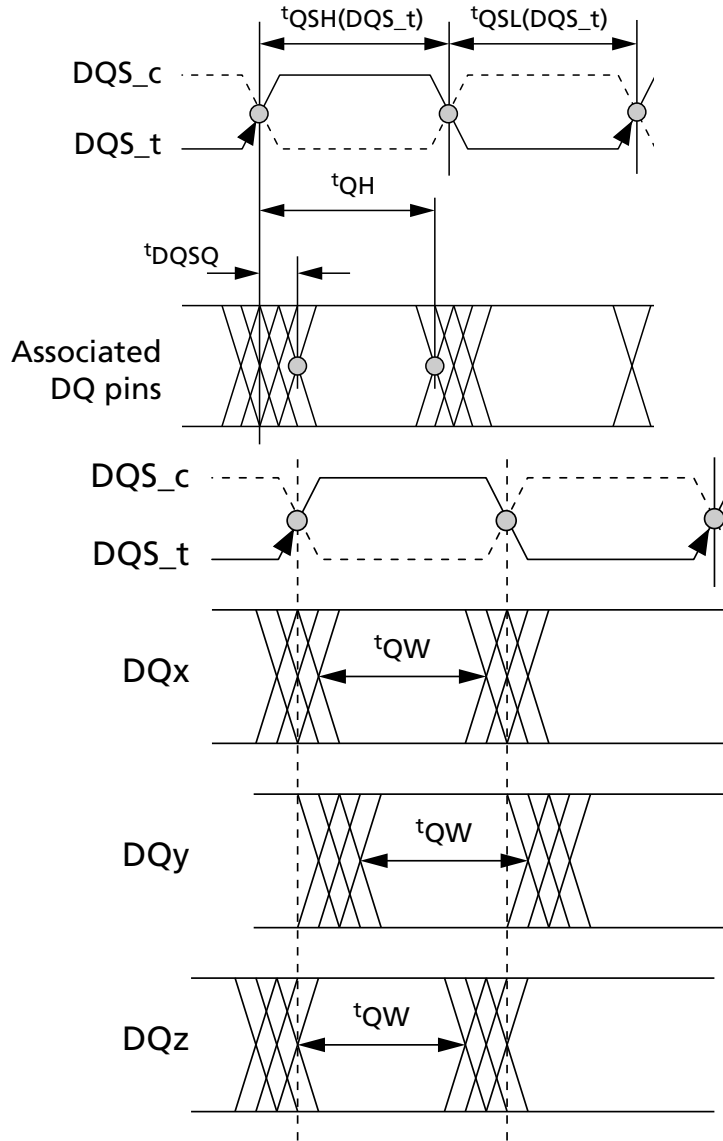 tQSH(DQS_t) tQSL(DQS_t)
DQS_c
DQS_t
tQH
tDQSQ
Associated
DQ pins
DQS_c
DQS_t
tQW
DQx
tQW
DQy
tQW
DQz